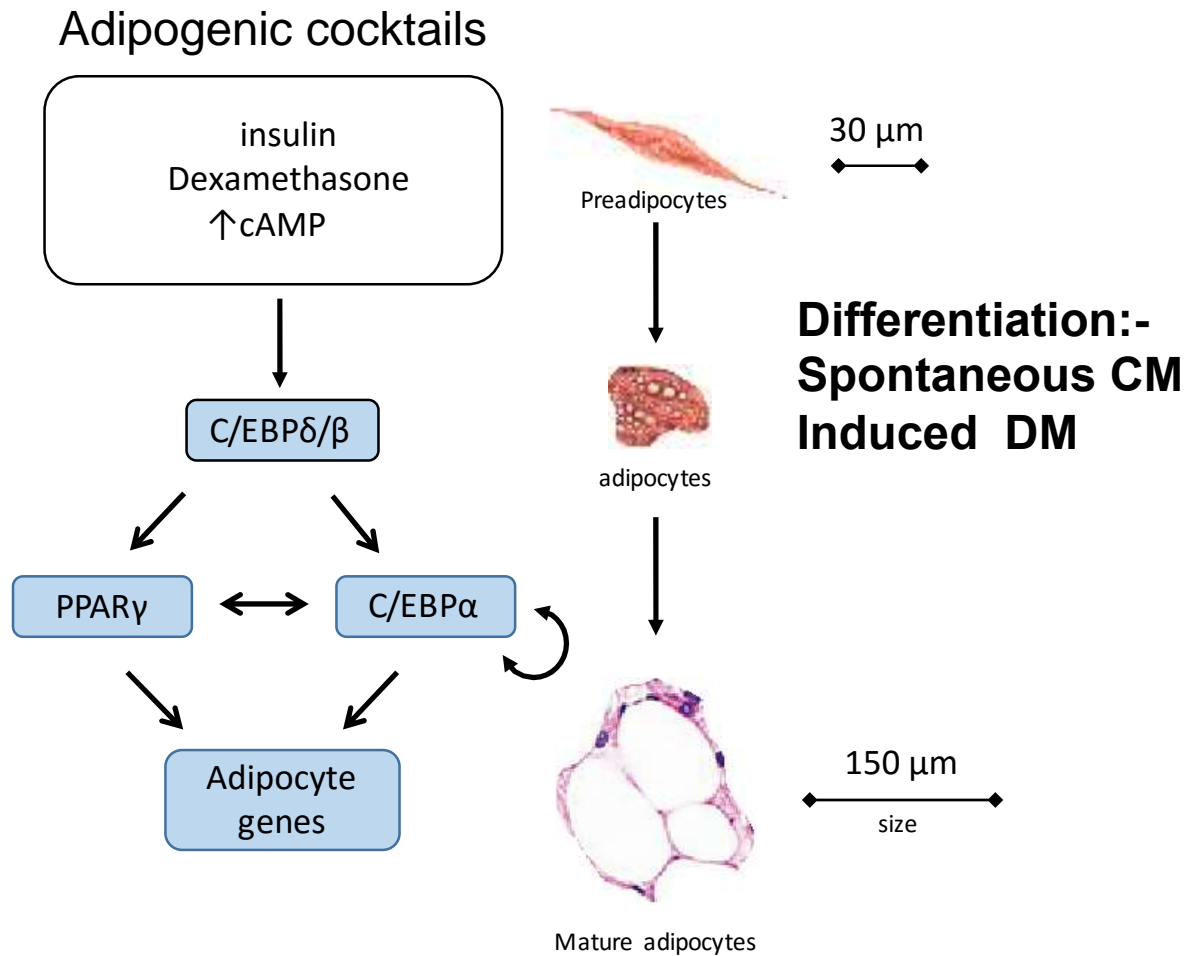 Adipogenic cocktails
insulin
Dexamethasone
↑cAMP
C/EBPδ/β
PPARγ
C/EBPα
Adipocyte
genes
Preadipocytes
adipocytes
Mature adipocytes
30 μm
Differentiation:-
Spontaneous CM
Induced DM
150 μm
size